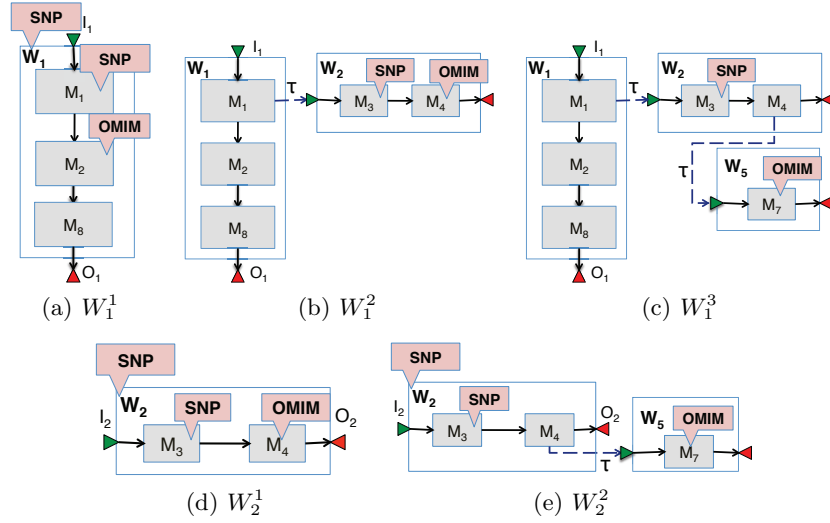 SNP
I₁
W₁
SNP
M₁
OMIM
M₂
M₈
O₁
(a) W₁¹
I₁
W₁
M₁
τ
W₂
SNP
OMIM
M₃
M₄
M₂
M₈
O₁
(b) W₁²
I₁
W₁
M₁
τ
W₂
SNP
M₃
M₄
τ
W₅
OMIM
M₇
M₂
M₈
O₁
(c) W₁³
SNP
W₂
I₂
SNP
OMIM
O₂
M₃
M₄
(d) W₂¹
SNP
W₂
I₂
SNP
O₂
M₃
M₄
τ
W₅
OMIM
M₇
(e) W₂²